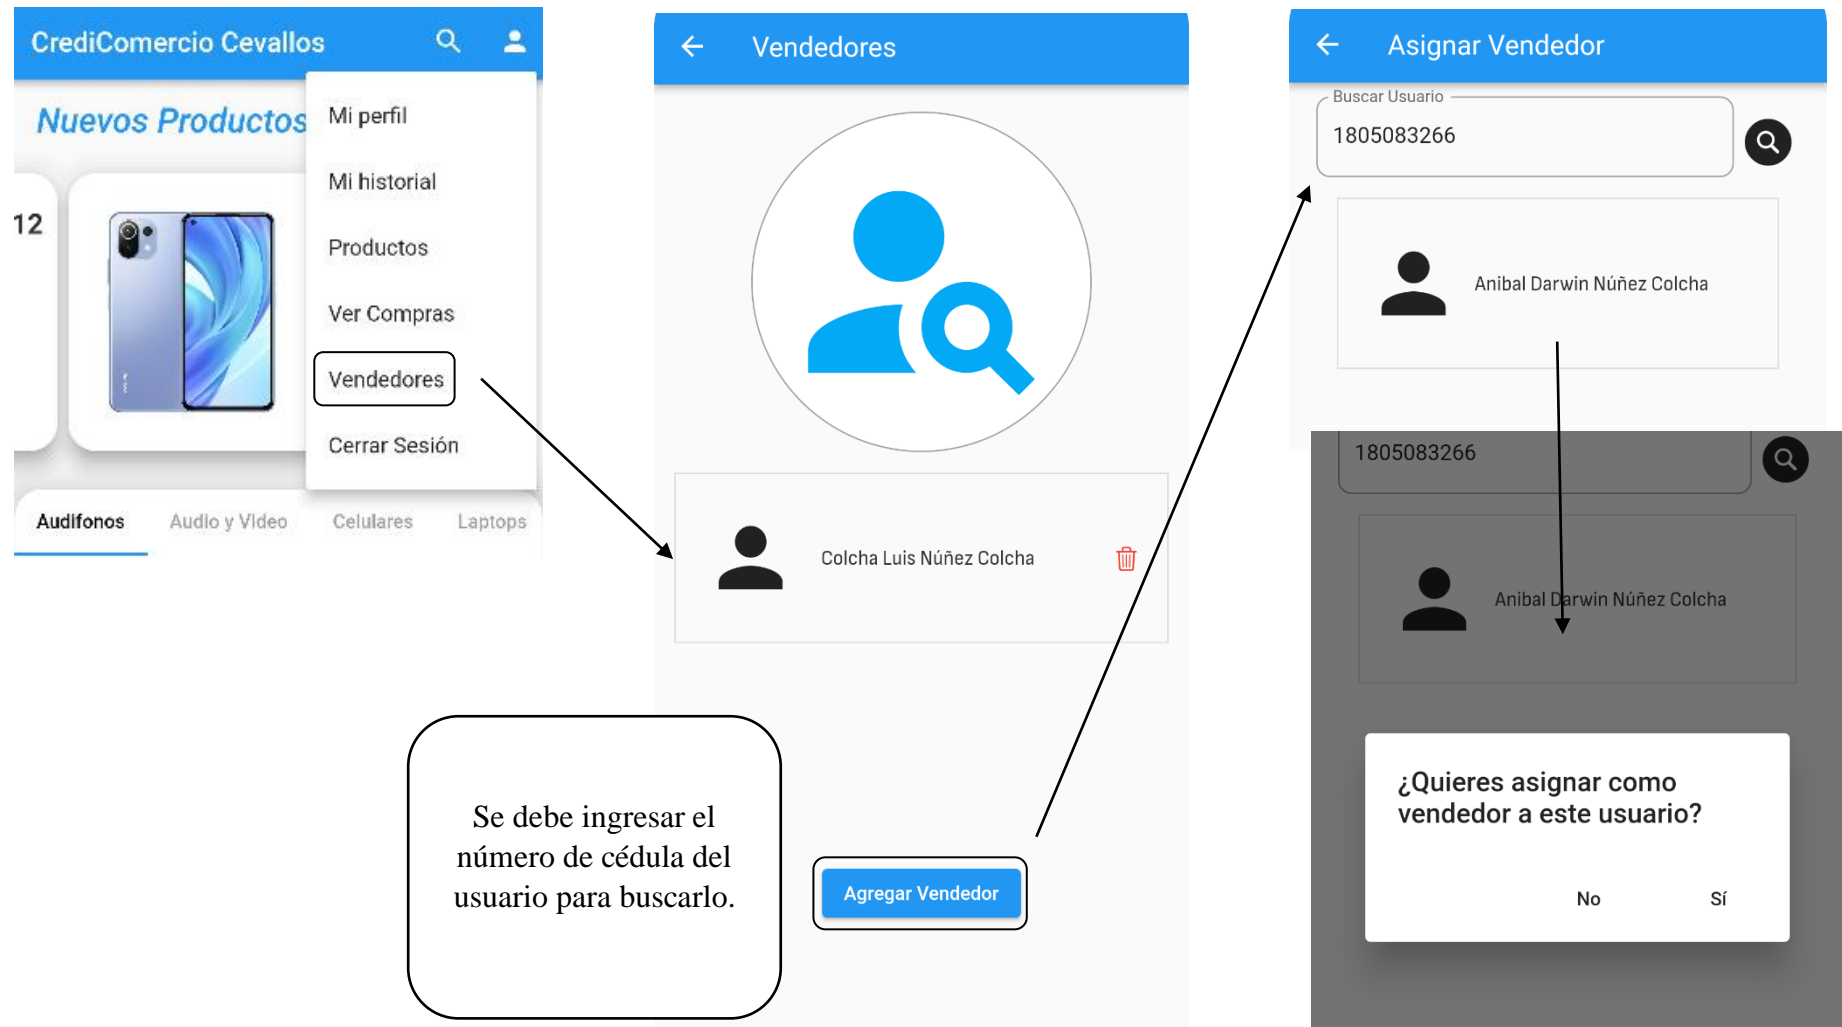 CrediComercio Cevallos
Nuevos Productos
12
Mi perfil
Mi historial
Productos
Ver Compras
Vendedores
Cerrar Sesión
Audifonos
Audio y Video
Celulares
Laptops
Vendedores
Colcha Luis Núñez Colcha
Agregar Vendedor
Se debe ingresar el
número de cédula del
usuario para buscarlo.
Asignar Vendedor
Buscar Usuario
1805083266
Anibal Darwin Núñez Colcha
1805083266
Anibal Darwin Núñez Colcha
¿Quieres asignar como
vendedor a este usuario?
No
Sí